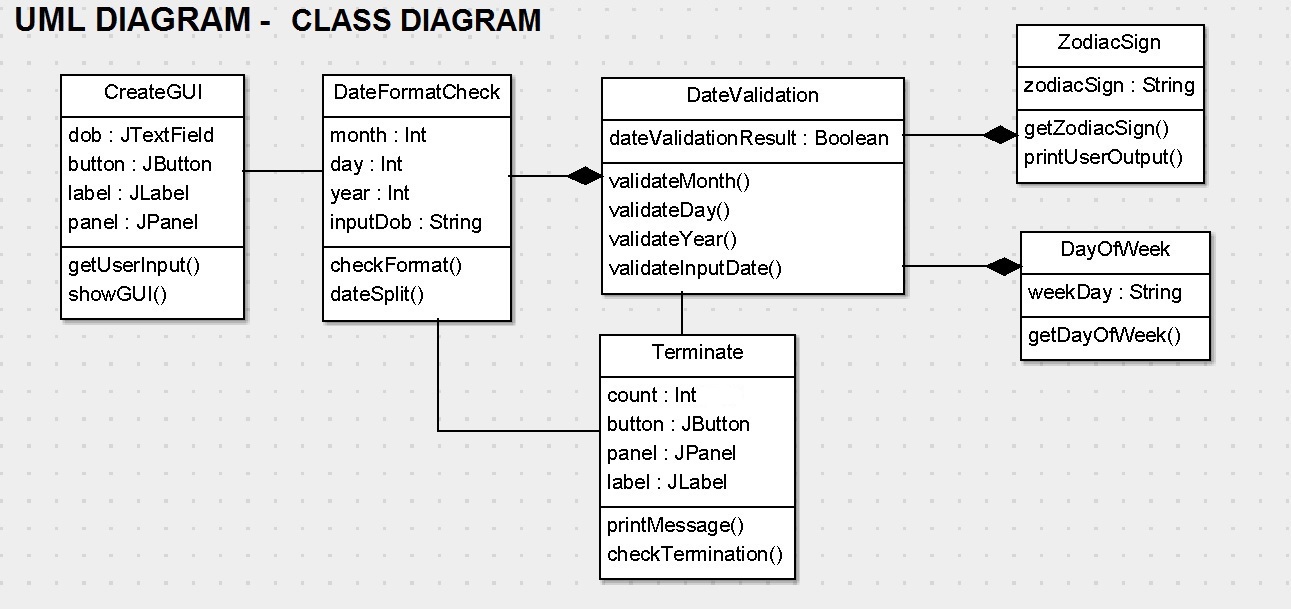 UML DIAGRAM - CLASS DIAGRAM
CreateGUI
dob : JTextField
button : JButton
label : JLabel
panel : JPanel
getUserInput()
showGUI()
DateFormatCheck
month : Int
day : Int
year : Int
inputDob : String
checkFormat()
dateSplit()
DateValidation
dateValidationResult : Boolean
validateMonth()
validateDay()
validateYear()
validateInputDate()
ZodiacSign
zodiacSign : String
getZodiacSign()
printUserOutput()
DayOfWeek
weekDay : String
getDayOfWeek()
Terminate
count : Int
button : JButton
panel : JPanel
label : JLabel
printMessage()
checkTermination()